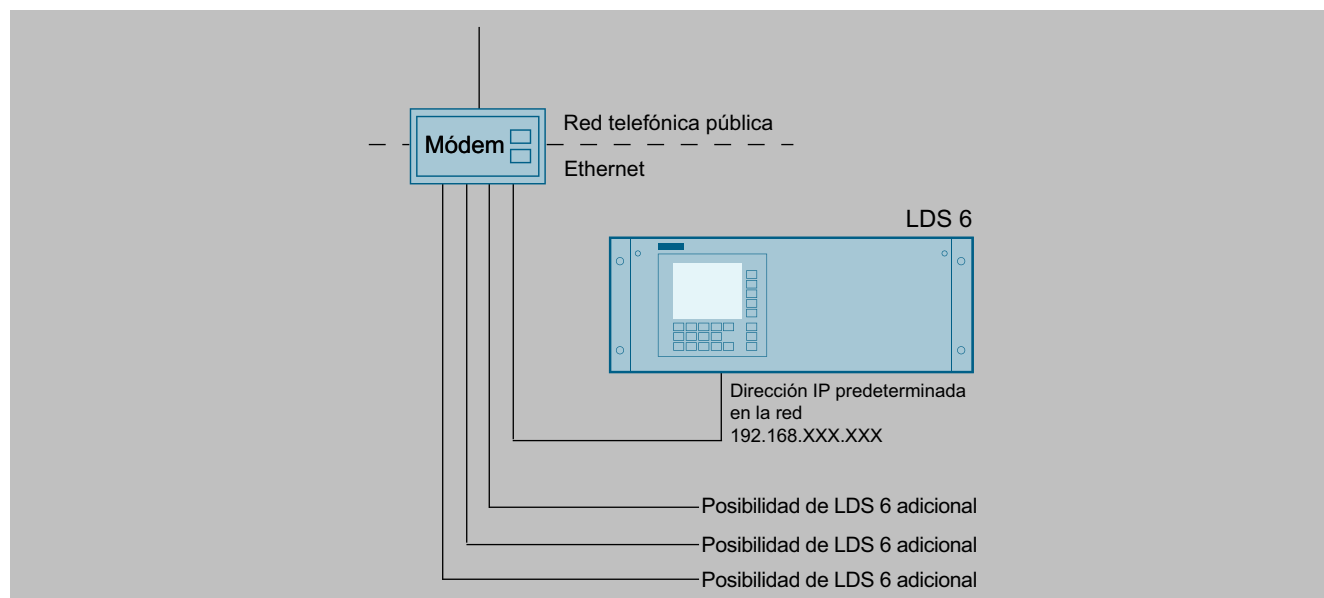 Red telefónica pública
Módem
Ethernet
LDS 6
Dirección IP predeterminada
en la red
192.168.XXX.XXX
Posibilidad de LDS 6 adicional
Posibilidad de LDS 6 adicional
Posibilidad de LDS 6 adicional